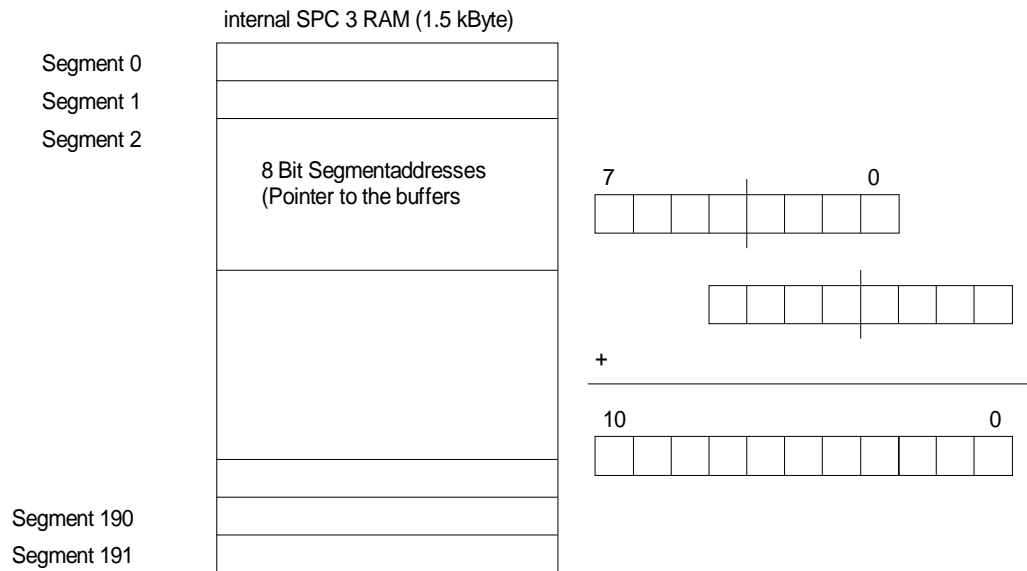 internal SPC 3 RAM (1.5 kByte)
Segment 0
Segment 1
Segment 2
8 Bit Segmentaddresses
(Pointer to the buffers
7 0
+
10 0
Segment 190
Segment 191